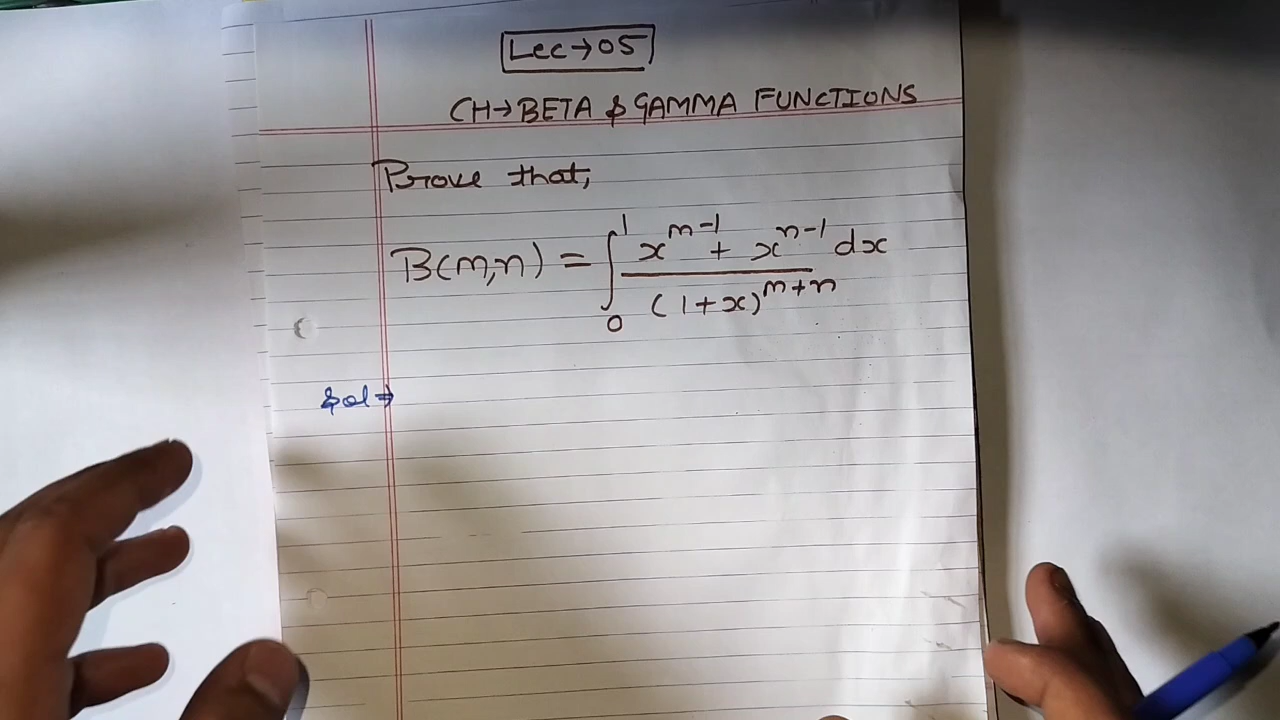 Lec→05
CH→BETA & GAMMA FUNCTIONS
Prove that,
B(m,n) = ∫₀¹ (x^(m-1) + x^(n-1))/(1+x)^(m+n) dx
Sol⇒